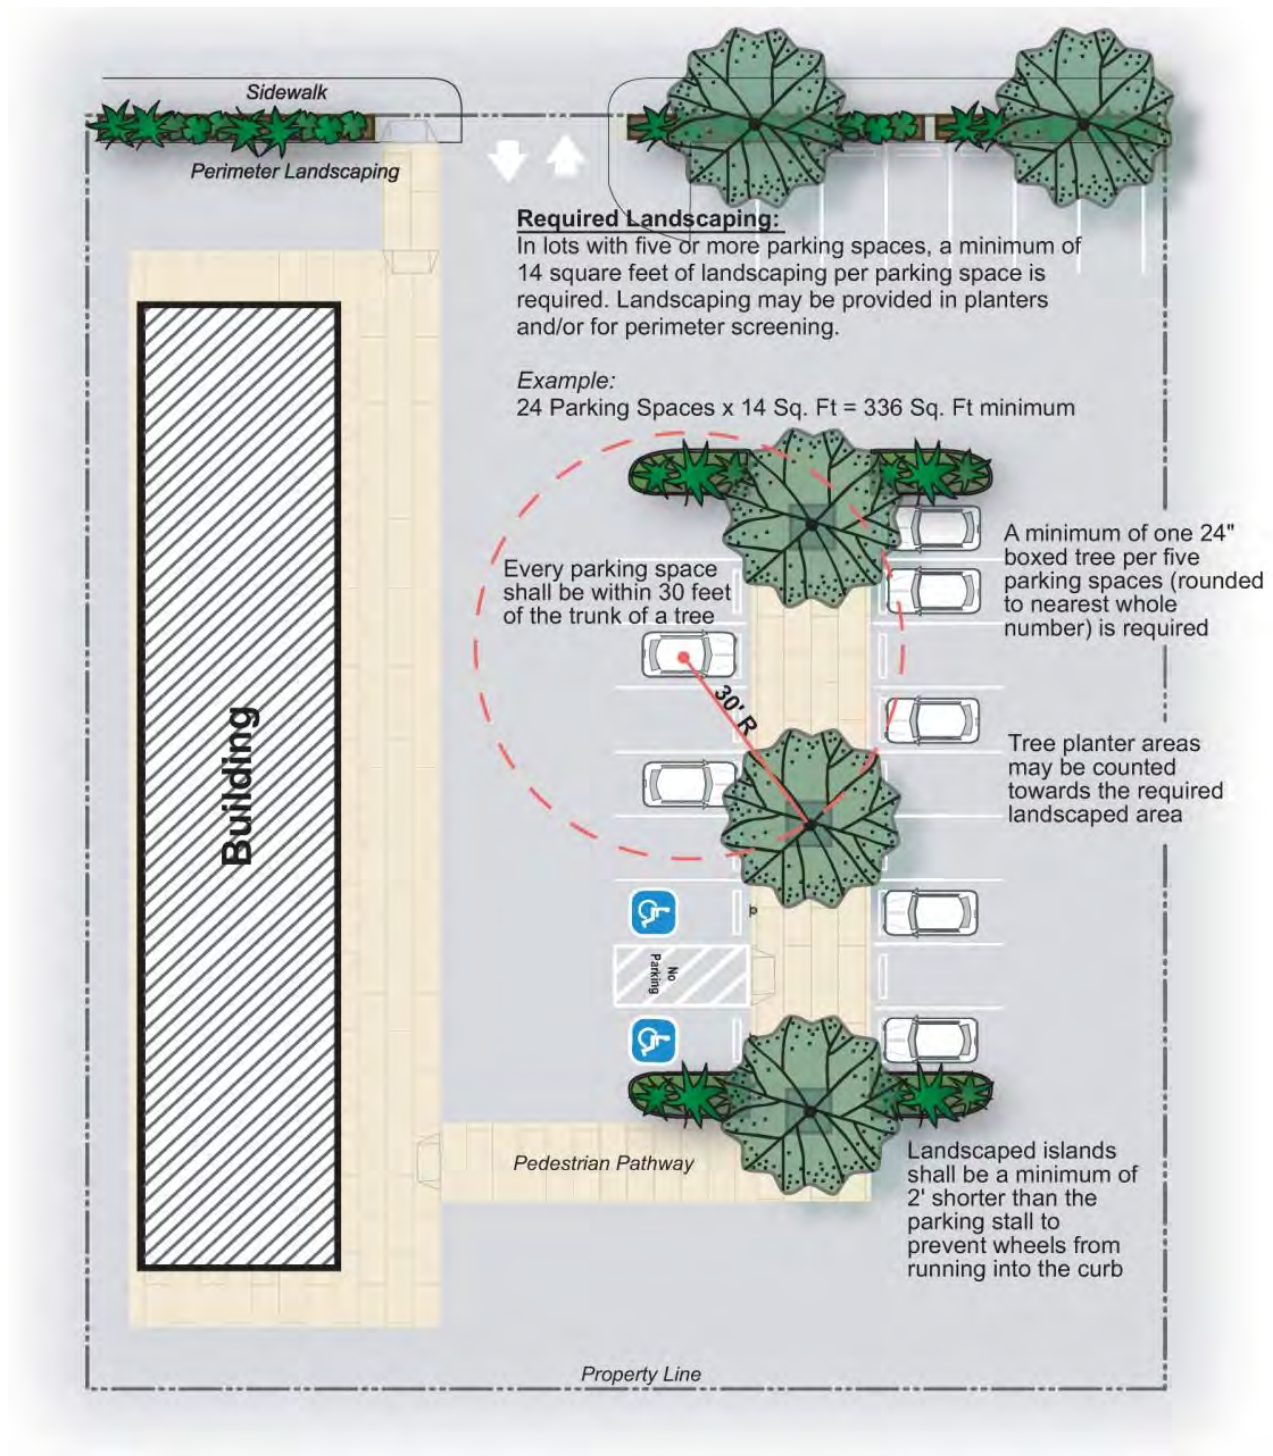 Sidewalk
Perimeter Landscaping
Required Landscaping:
In lots with five or more parking spaces, a minimum of
14 square feet of landscaping per parking space is
required. Landscaping may be provided in planters
and/or for perimeter screening.
Example:
24 Parking Spaces x 14 Sq. Ft = 336 Sq. Ft minimum
Every parking space
shall be within 30 feet
of the trunk of a tree
A minimum of one 24"
boxed tree per five
parking spaces (rounded
to nearest whole
number) is required
30' R
Building
Tree planter areas
may be counted
towards the required
landscaped area
No
Parking
Pedestrian Pathway
Landscaped islands
shall be a minimum of
2' shorter than the
parking stall to
prevent wheels from
running into the curb
Property Line